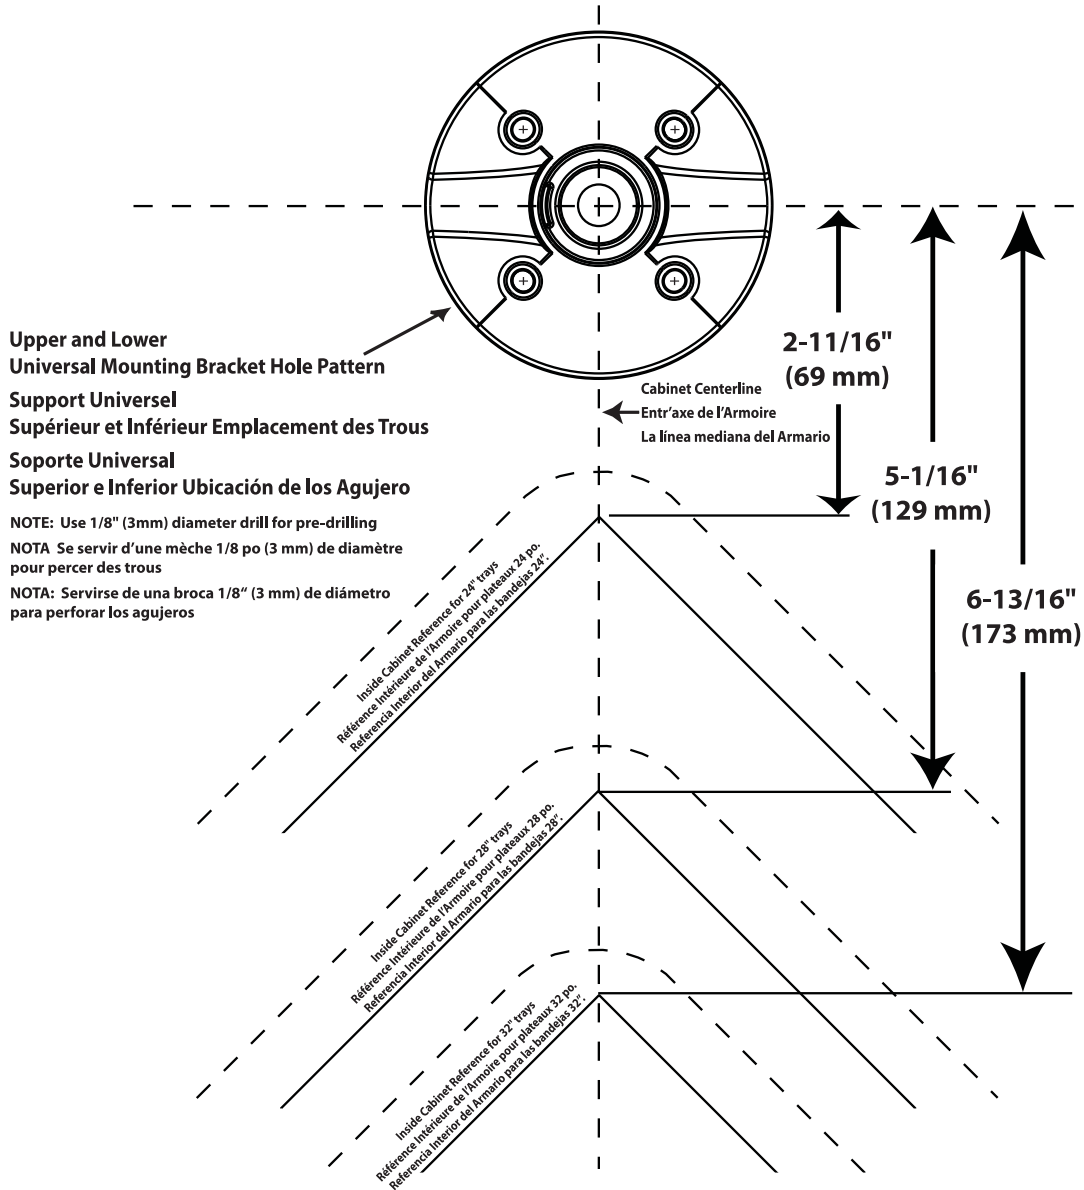 Upper and Lower
Universal Mounting Bracket Hole Pattern
Support Universel
Supérieur et Inférieur Emplacement des Trous
Soporte Universal
Superior e Inferior Ubicación de los Agujero
NOTE: Use 1/8" (3mm) diameter drill for pre-drilling
NOTA Se servir d'une mèche 1/8 po (3 mm) de diamètre
pour percer des trous
NOTA: Servirse de una broca 1/8“ (3 mm) de diámetro
para perforar los agujeros
Cabinet Centerline
Entr'axe de l'Armoire
La línea mediana del Armario
2-11/16"
(69 mm)
5-1/16"
(129 mm)
6-13/16"
(173 mm)
Inside Cabinet Reference for 24" trays
Référence Intérieure de l'Armoire pour plateaux 24 po.
Referencia Interior del Armario para las bandejas 24“.
Inside Cabinet Reference for 28" trays
Référence Intérieure de l'Armoire pour plateaux 28 po.
Referencia Interior del Armario para las bandejas 28“.
Inside Cabinet Reference for 32" trays
Référence Intérieure de l'Armoire pour plateaux 32 po.
Referencia Interior del Armario para las bandejas 32“.